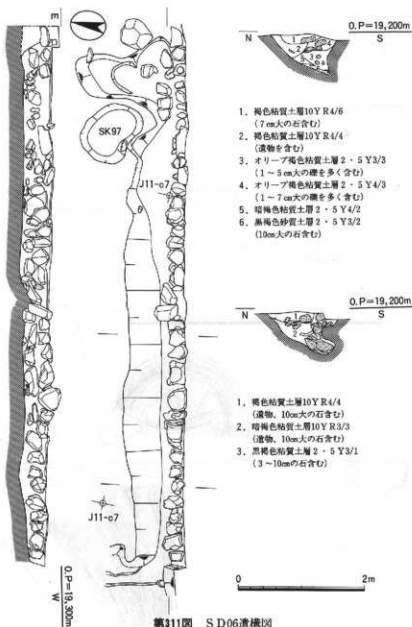 E
O.P=19,200m
N
S
1
2
3
4
5
6
1. 褐色粘質土層10YR4/6
(7cm大の石含む)
2. 褐色粘質土層10YR4/4
(遺物を含む)
3. オリーブ褐色粘質土層2・5Y3/3
(1~5cm大の礫を多く含む)
4. オリーブ褐色粘質土層2・5Y4/3
(1~7cm大の礫を多く含む)
5. 暗褐色粘質土層2・5Y4/2
6. 黒褐色砂質土層2・5Y3/2
(10cm大の石含む)
SK97
J11-c7
O.P=19,200m
N
S
1
2
1. 褐色粘質土層10YR4/4
(遺物、10cm大の石含む)
2. 暗褐色粘質土層10YR3/3
(遺物、10cm大の石含む)
3. 黒褐色粘質土層2・5Y3/1
(3~10cmの石含む)
J11-c7
O.P=19,300m
W
0
2m
第311図 SD06遺構図